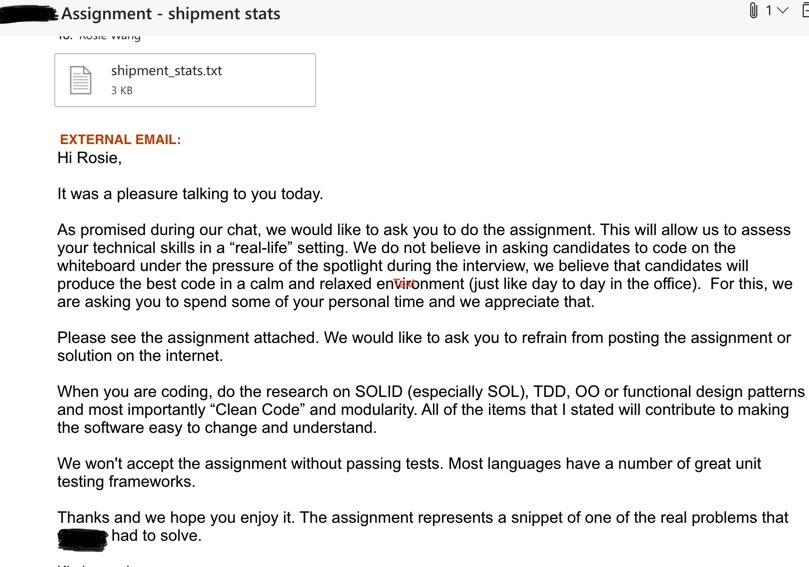 Assignment - shipment stats
1
To: Rosie Wang
shipment_stats.txt
3 KB
EXTERNAL EMAIL:
Hi Rosie,
It was a pleasure talking to you today.
As promised during our chat, we would like to ask you to do the assignment. This will allow us to assess
your technical skills in a “real-life” setting. We do not believe in asking candidates to code on the
whiteboard under the pressure of the spotlight during the interview, we believe that candidates will
produce the best code in a calm and relaxed environment (just like day to day in the office).  For this, we
are asking you to spend some of your personal time and we appreciate that.
Please see the assignment attached. We would like to ask you to refrain from posting the assignment or
solution on the internet.
When you are coding, do the research on SOLID (especially SOL), TDD, OO or functional design patterns
and most importantly “Clean Code” and modularity. All of the items that I stated will contribute to making
the software easy to change and understand.
We won't accept the assignment without passing tests. Most languages have a number of great unit
testing frameworks.
Thanks and we hope you enjoy it. The assignment represents a snippet of one of the real problems that
had to solve.